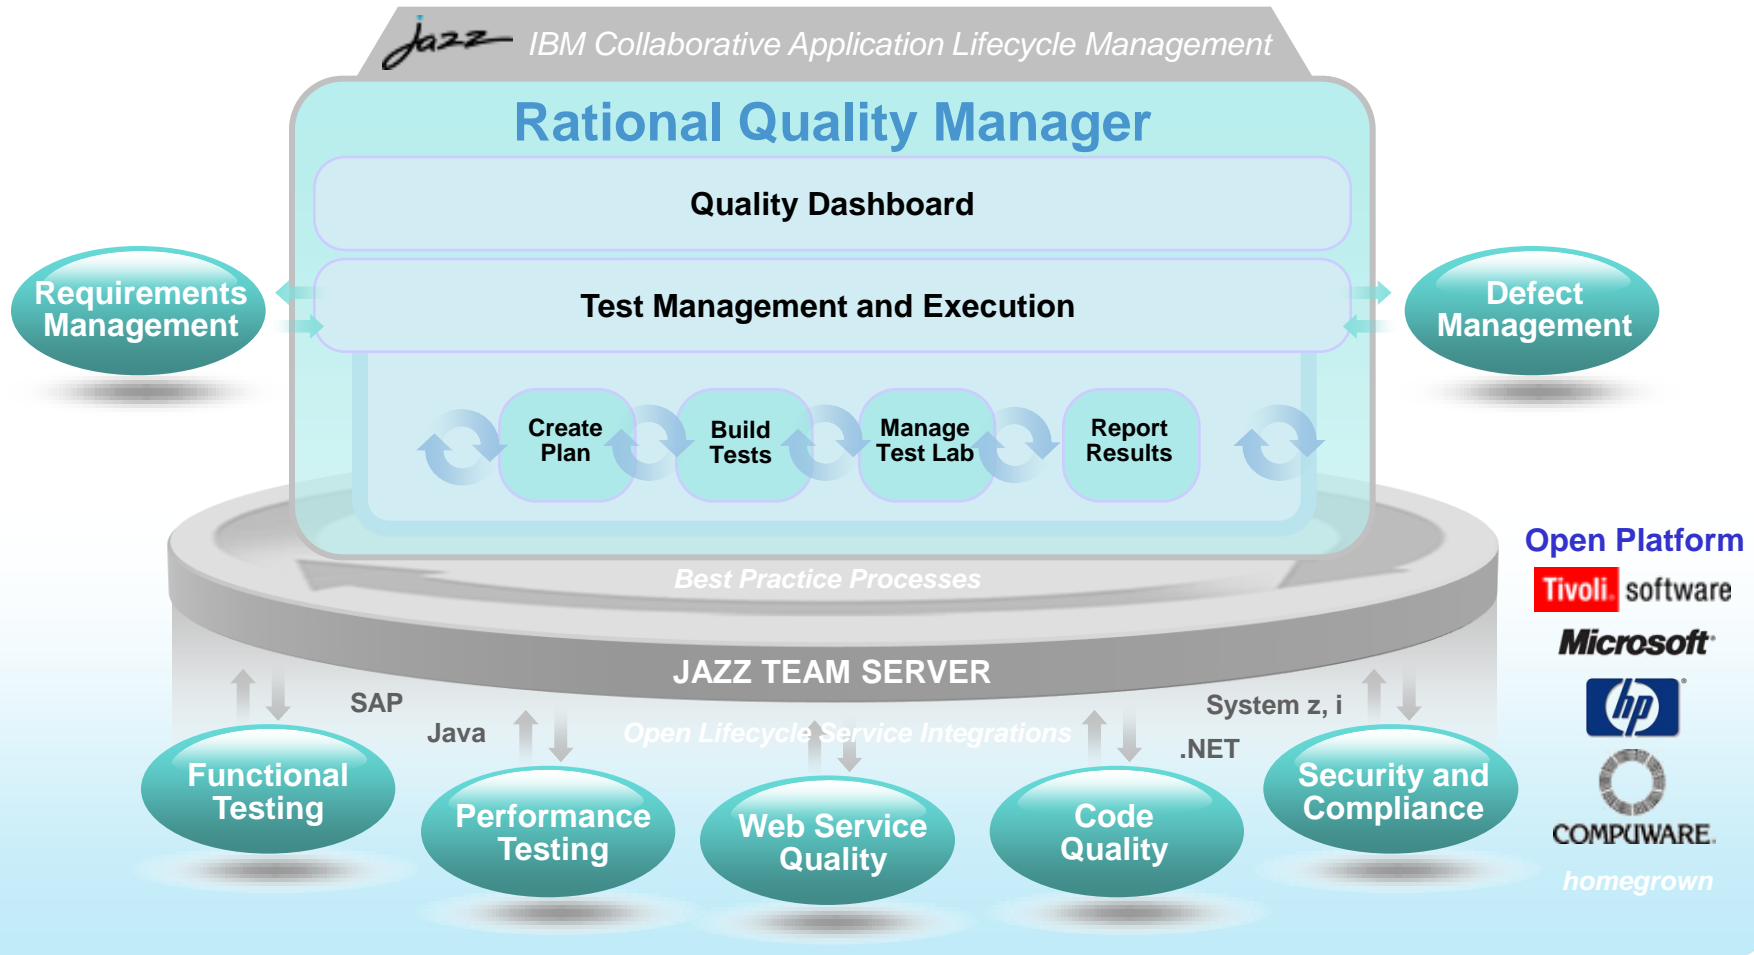 jazz IBM Collaborative Application Lifecycle Management
Rational Quality Manager
Quality Dashboard
Requirements
Management
Test Management and Execution
Defect
Management
Create
Plan
Build
Tests
Manage
Test Lab
Report
Results
Best Practice Processes
JAZZ TEAM SERVER
SAP
Java
Open Lifecycle Service Integrations
System z, i
.NET
Functional
Testing
Performance
Testing
Web Service
Quality
Code
Quality
Security and
Compliance
Open Platform
Tivoli. software
Microsoft
hp
COMPUWARE.
homegrown